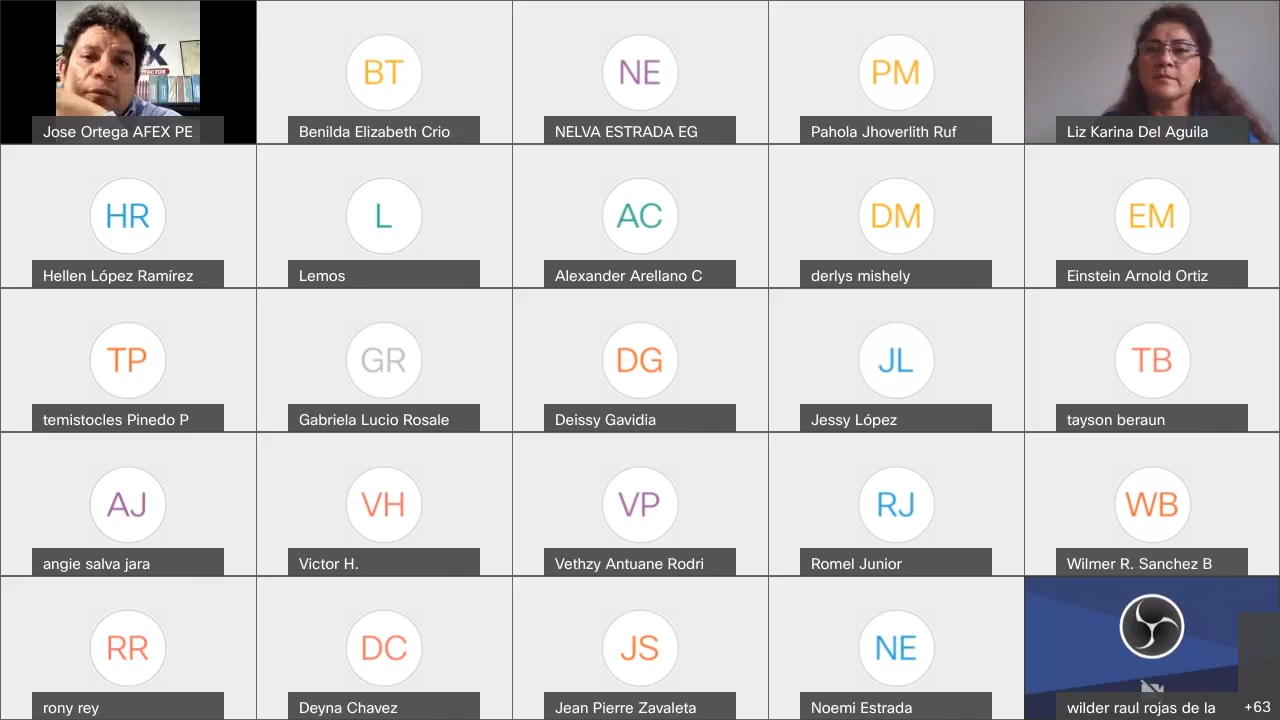 X
Jose Ortega AFEX PE
BT
Benilda Elizabeth Crio
NE
NELVA ESTRADA EG
PM
Pahola Jhoverlith Ruf
Liz Karina Del Aguila
HR
Hellen López Ramírez
L
Lemos
AC
Alexander Arellano C
DM
derlys mishely
EM
Einstein Arnold Ortiz
TP
temistocles Pinedo P
GR
Gabriela Lucio Rosale
DG
Deissy Gavidia
JL
Jessy López
TB
tayson beraun
AJ
angie salva jara
VH
Victor H.
VP
Vethzy Antuane Rodri
RJ
Romel Junior
WB
Wilmer R. Sanchez B
RR
rony rey
DC
Deyna Chavez
JS
Jean Pierre Zavaleta
NE
Noemi Estrada
wilder raul rojas de la
+63